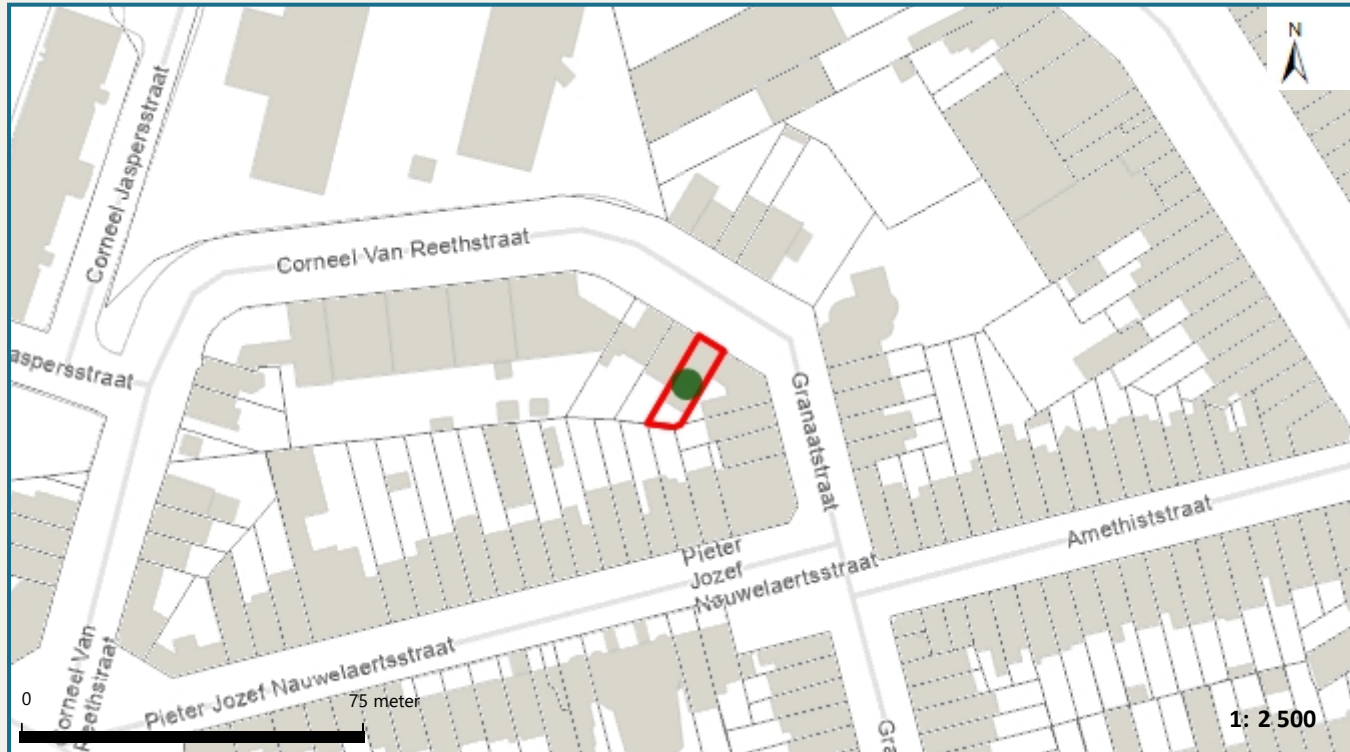 N
Corneel Jaspersstraat
Corneel Van Reethstraat
aspersstraat
Granaatstraat
Amethiststraat
Pieter
Jozef
Nauwelaertsstraat
Corneel Van
Reethstraat
Pieter Jozef Nauwelaertsstraat
Gra
0
75 meter
1: 2 500